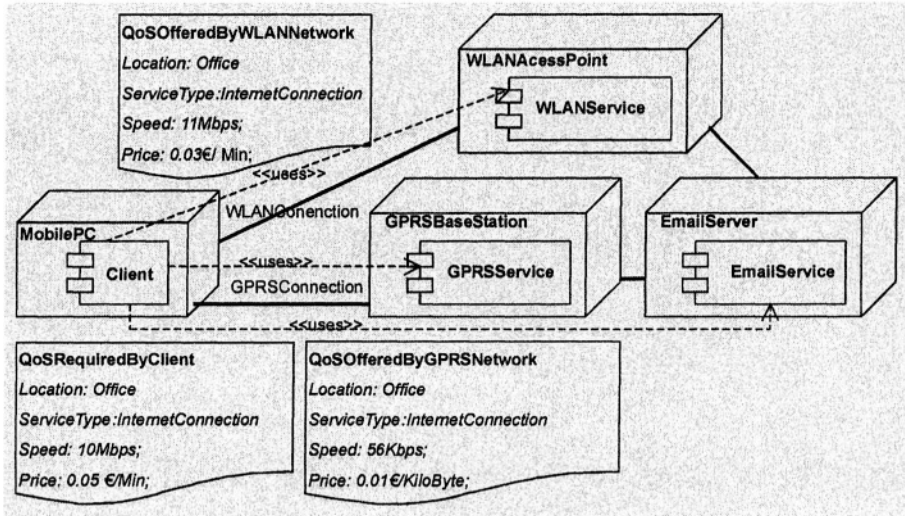 QoSOfferedByWLANNetwork
Location: Office
ServiceType:InternetConnection
Speed: 11Mbps;
Price: 0.03€/ Min;
WLANAcessPoint
WLANService
<<uses>>
WLANGonenction
MobilePC
Client
<<uses>>
GPRSConnection
GPRSBaseStation
GPRSService
EmailServer
EmailService
<<uses>>
QoSRequiredByClient
Location: Office
ServiceType:InternetConnection
Speed: 10Mbps;
Price: 0.05 €/Min;
QoSOfferedByGPRSNetwork
Location: Office
ServiceType:InternetConnection
Speed: 56Kbps;
Price: 0.01€/KiloByte;